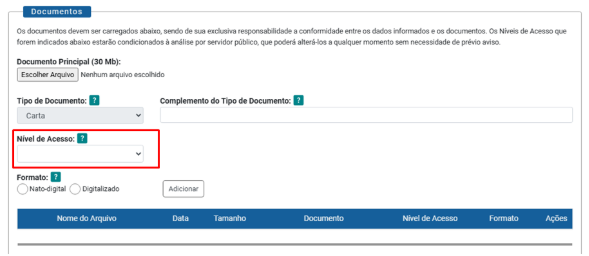 Documentos
Os documentos devem ser carregados abaixo, sendo de sua exclusiva responsabilidade a conformidade entre os dados informados e os documentos. Os Níveis de Acesso que
forem indicados abaixo estarão condicionados à análise por servidor público, que poderá alterá-los a qualquer momento sem necessidade de prévio aviso.
Documento Principal (30 Mb):
Escolher Arquivo Nenhum arquivo escolhido
Tipo de Documento: ? Complemento do Tipo de Documento: ?
Carta
Nível de Acesso: ?
Formato: ?
Nato-digital Digitalizado Adicionar
Nome do Arquivo Data Tamanho Documento Nível de Acesso Formato Ações